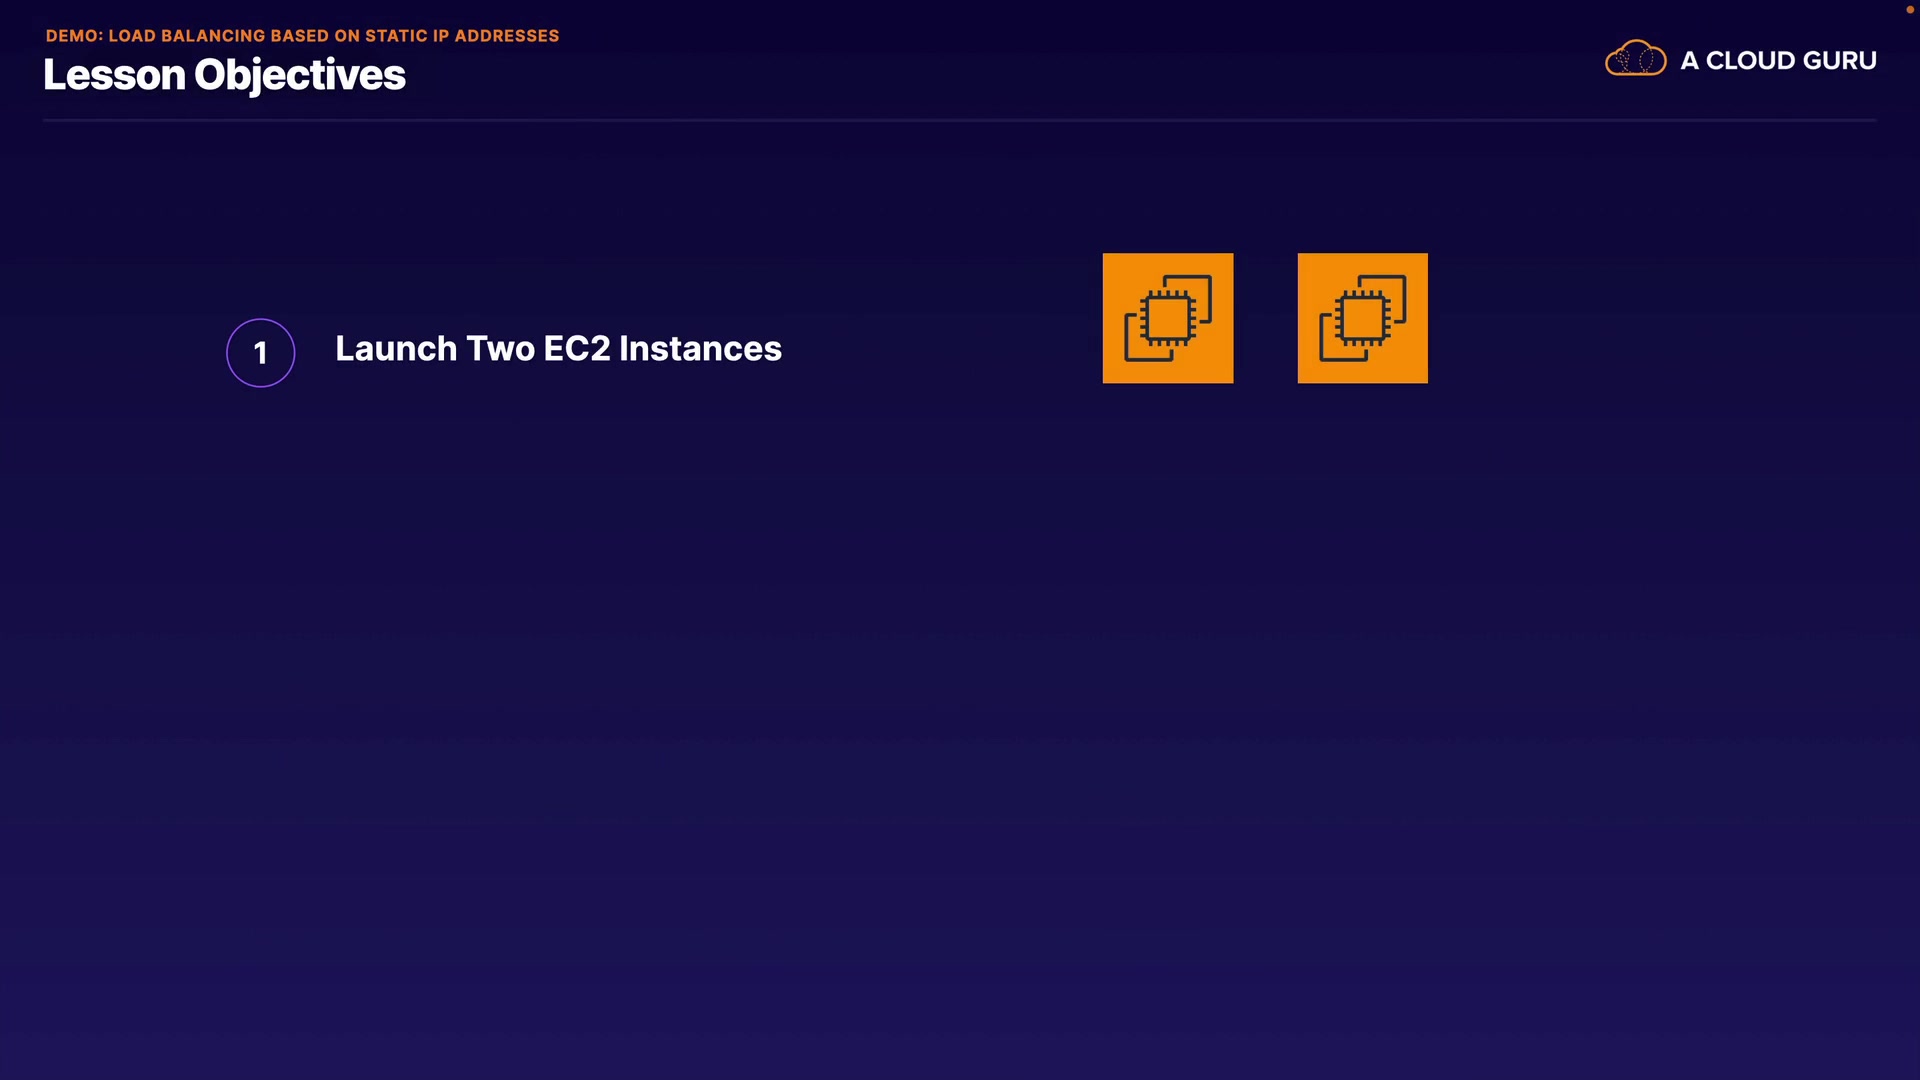 DEMO: LOAD BALANCING BASED ON STATIC IP ADDRESSES
Lesson Objectives
A CLOUD GURU
1 Launch Two EC2 Instances